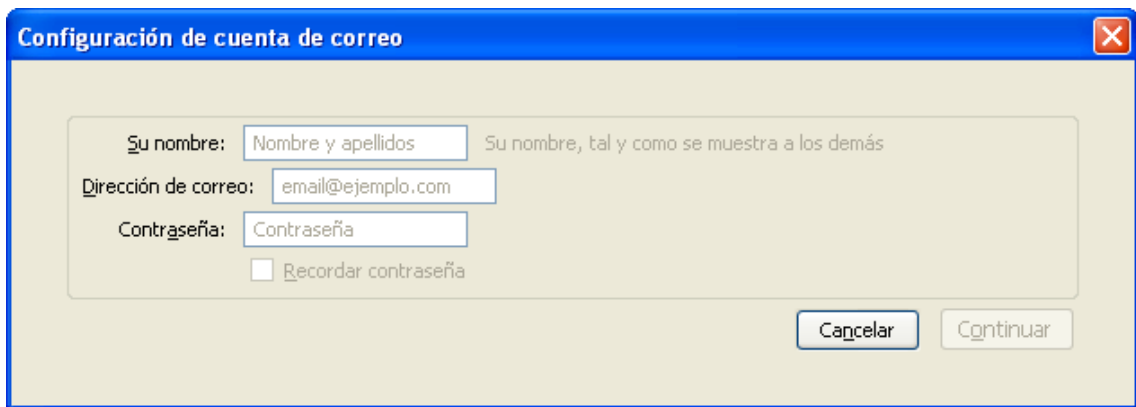 Configuración de cuenta de correo
Su nombre: Nombre y apellidos Su nombre, tal y como se muestra a los demás
Dirección de correo: email@ejemplo.com
Contraseña: Contraseña
Recordar contraseña
Cancelar Continuar